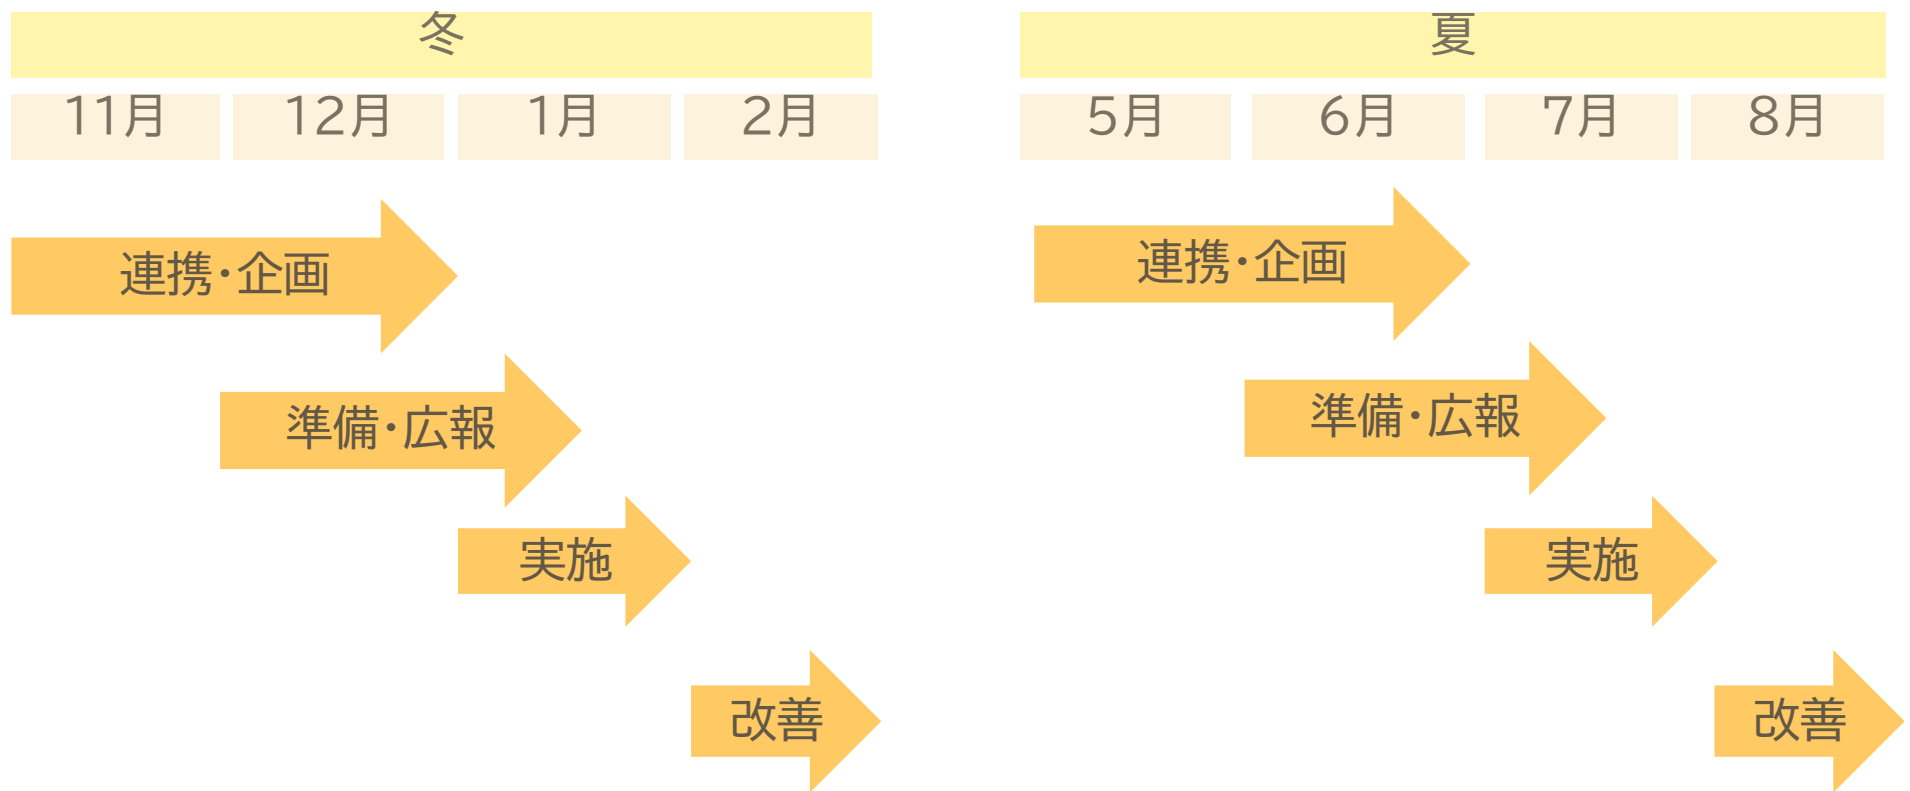 冬
11月
12月
1月
2月
連携・企画
準備・広報
実施
改善
夏
5月
6月
7月
8月
連携・企画
準備・広報
実施
改善